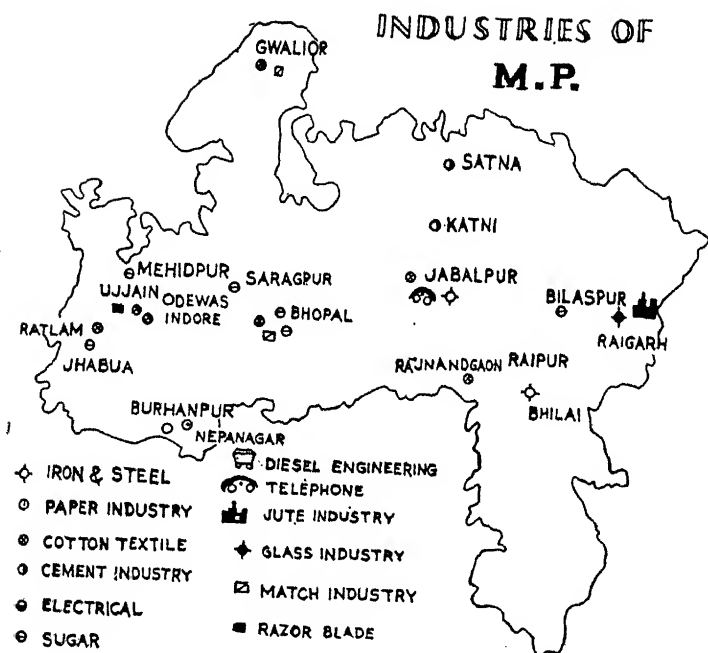 INDUSTRIES OF
M.P.
GWALIOR
SATNA
KATNI
MEHIDPUR
SARAGPUR
JABALPUR
UJJAIN
DEWAS
INDORE
BHOPAL
BILASPUR
RATLAM
RAIGARH
JHABUA
RAJNANDGAON
RAIPUR
BHILAI
BURHANPUR
NEPANAGAR
IRON & STEEL
PAPER INDUSTRY
COTTON TEXTILE
CEMENT INDUSTRY
ELECTRICAL
SUGAR
DIESEL ENGINEERING
TELEPHONE
JUTE INDUSTRY
GLASS INDUSTRY
MATCH INDUSTRY
RAZOR BLADE